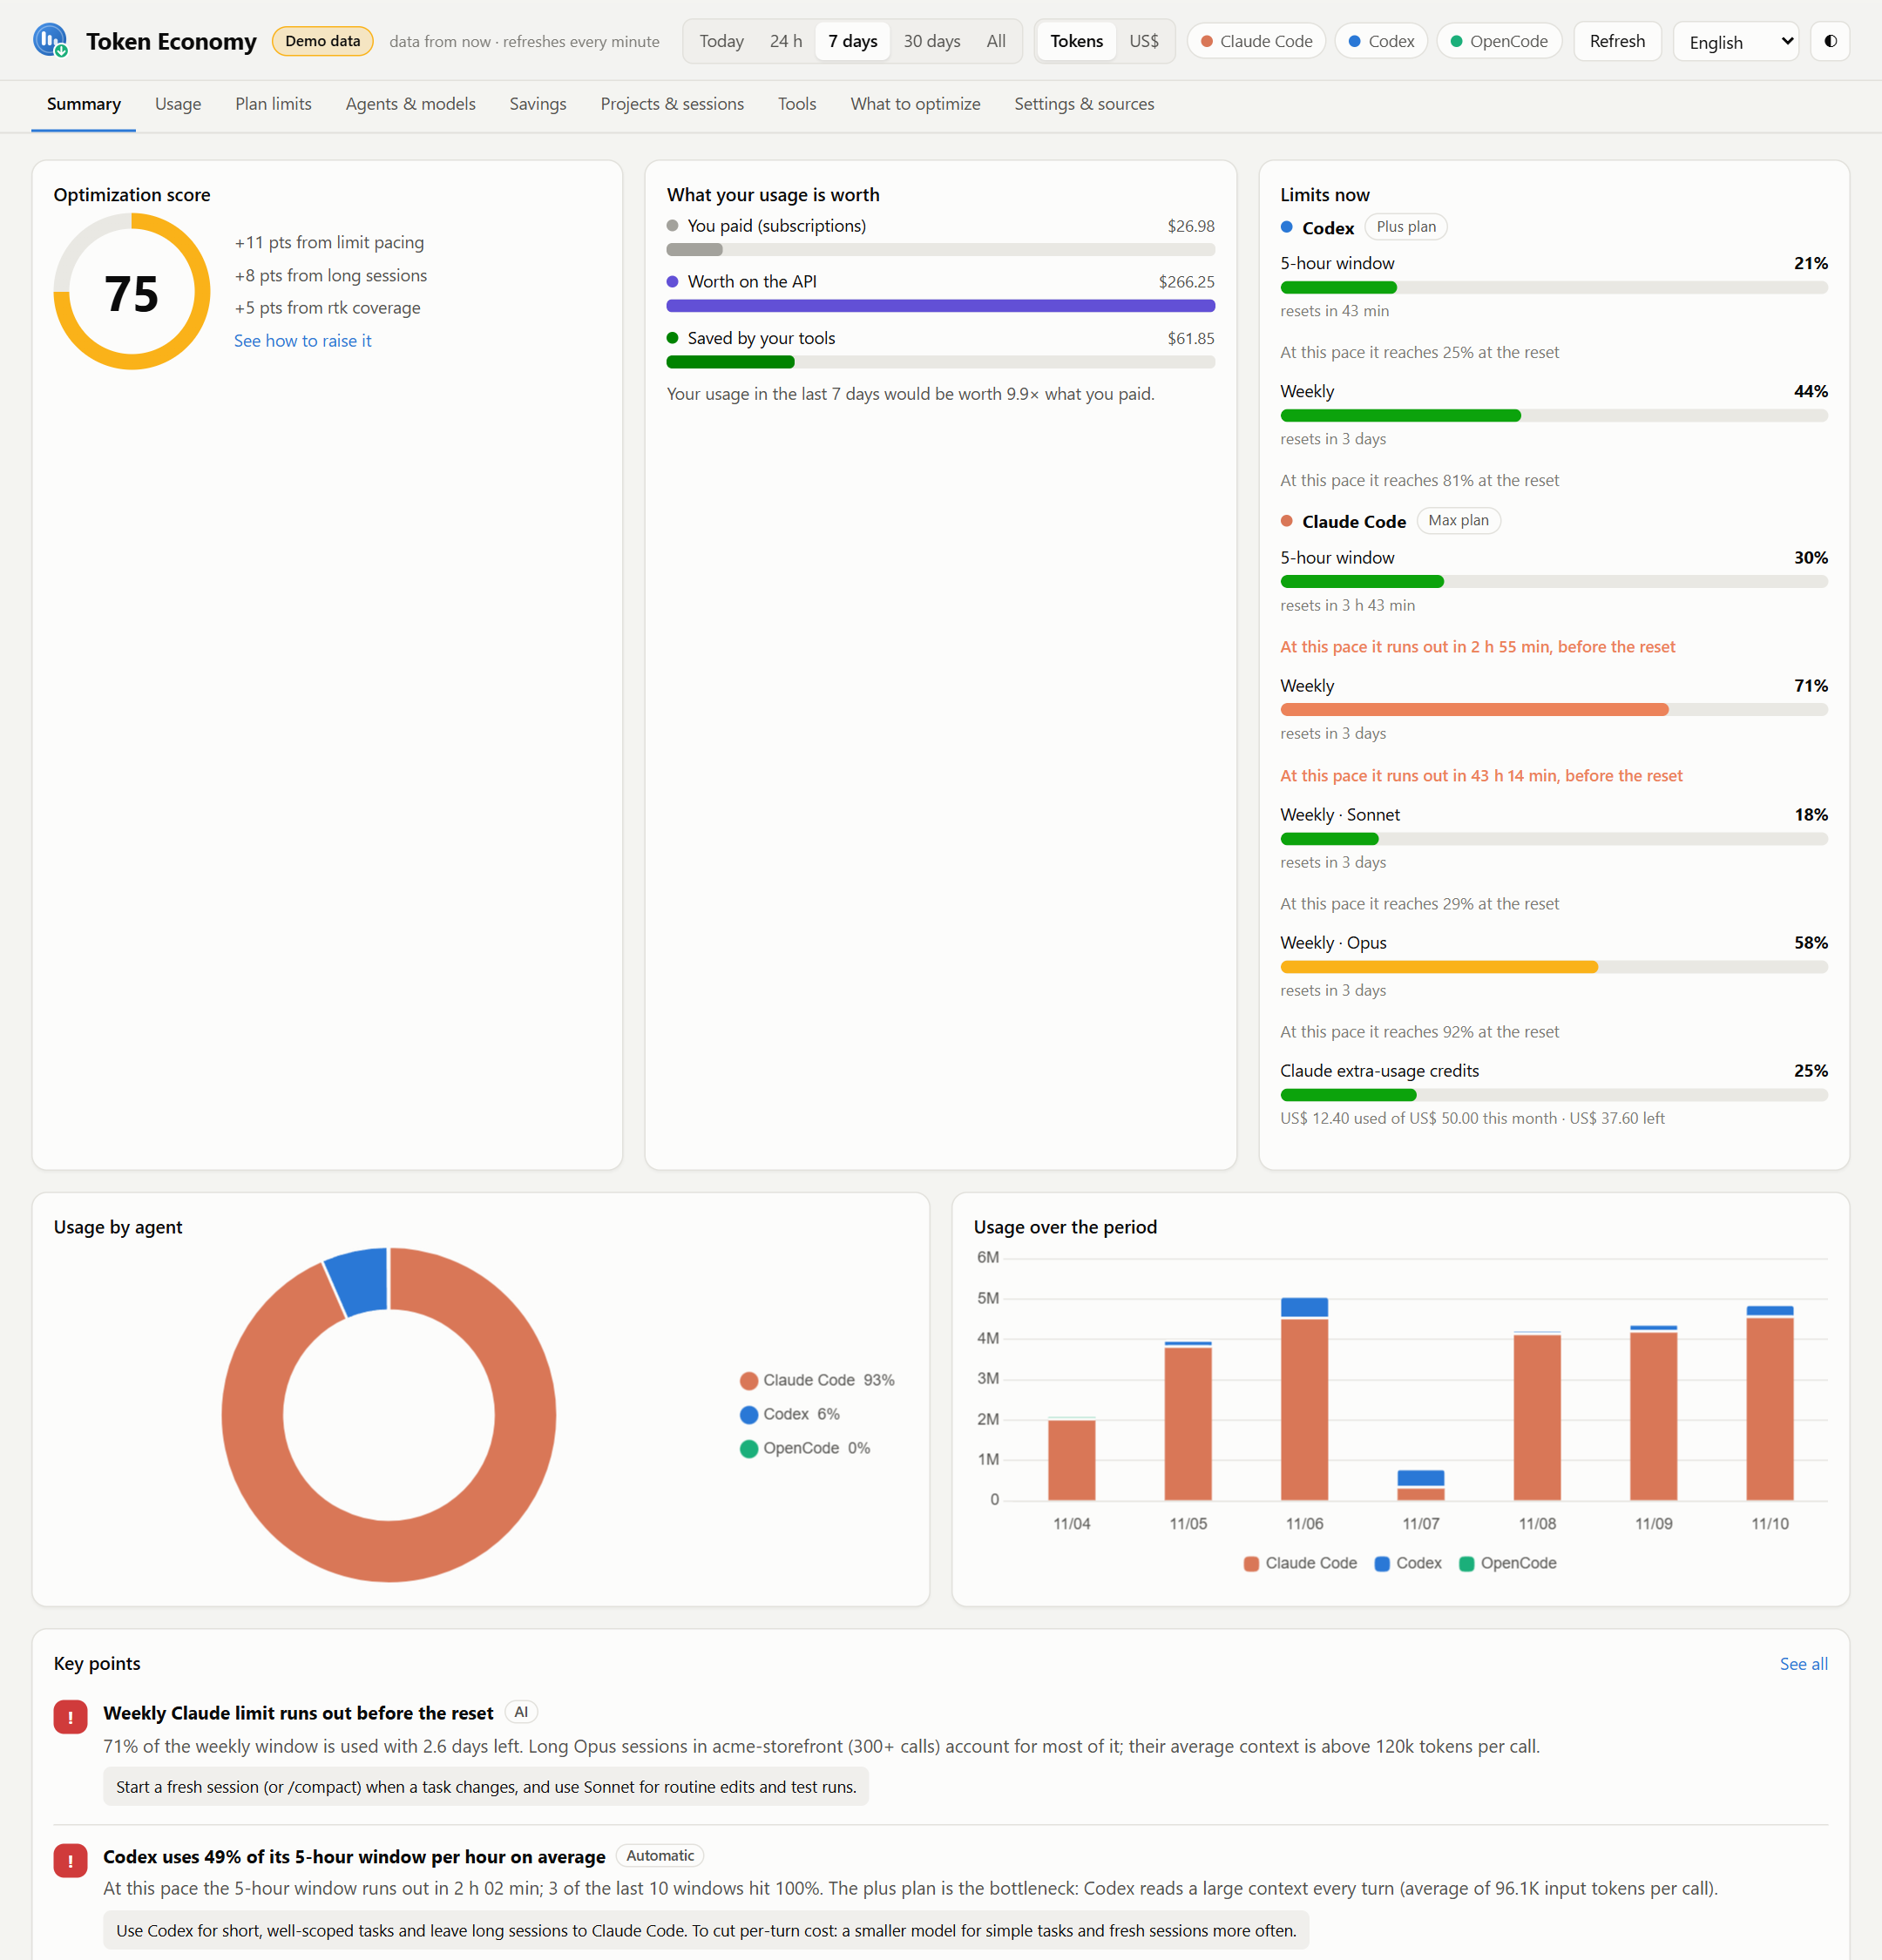 Token Economy
Demo data
data from now · refreshes every minute
Today 24 h 7 days 30 days All
Tokens US$
Claude Code
Codex
OpenCode
Refresh
English
Summary Usage Plan limits Agents & models Savings Projects & sessions Tools What to optimize Settings & sources
Optimization score
75
+11 pts from limit pacing
+8 pts from long sessions
+5 pts from rtk coverage
See how to raise it
What your usage is worth
You paid (subscriptions) $26.98
Worth on the API $266.25
Saved by your tools $61.85
Your usage in the last 7 days would be worth 9.9× what you paid.
Limits now
Codex Plus plan
5-hour window 21%
resets in 43 min
At this pace it reaches 25% at the reset
Weekly 44%
resets in 3 days
At this pace it reaches 81% at the reset
Claude Code Max plan
5-hour window 30%
resets in 3 h 43 min
At this pace it runs out in 2 h 55 min, before the reset
Weekly 71%
resets in 3 days
At this pace it runs out in 43 h 14 min, before the reset
Weekly · Sonnet 18%
resets in 3 days
At this pace it reaches 29% at the reset
Weekly · Opus 58%
resets in 3 days
At this pace it reaches 92% at the reset
Claude extra-usage credits 25%
US$ 12.40 used of US$ 50.00 this month · US$ 37.60 left
Usage by agent
Claude Code 93%
Codex 6%
OpenCode 0%
Usage over the period
6M
5M
4M
3M
2M
1M
0
11/04 11/05 11/06 11/07 11/08 11/09 11/10
Claude Code Codex OpenCode
Key points
See all
! Weekly Claude limit runs out before the reset AI
71% of the weekly window is used with 2.6 days left. Long Opus sessions in acme-storefront (300+ calls) account for most of it; their average context is above 120k tokens per call.
Start a fresh session (or /compact) when a task changes, and use Sonnet for routine edits and test runs.
! Codex uses 49% of its 5-hour window per hour on average Automatic
At this pace the 5-hour window runs out in 2 h 02 min; 3 of the last 10 windows hit 100%. The plus plan is the bottleneck: Codex reads a large context every turn (average of 96.1K input tokens per call).
Use Codex for short, well-scoped tasks and leave long sessions to Claude Code. To cut per-turn cost: a smaller model for simple tasks and fresh sessions more often.